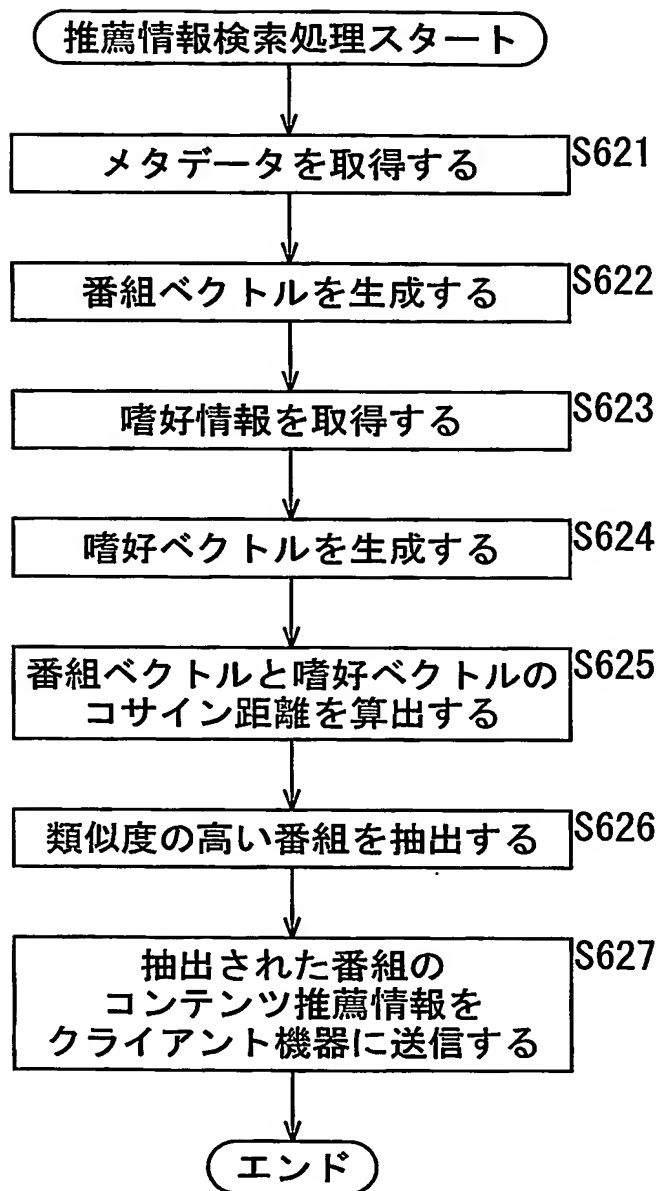 推薦情報検索処理スタート
メタデータを取得する S621
番組ベクトルを生成する S622
嗜好情報を取得する S623
嗜好ベクトルを生成する S624
番組ベクトルと嗜好ベクトルの S625
コサイン距離を算出する
類似度の高い番組を抽出する S626
抽出された番組の S627
コンテンツ推薦情報を
クライアント機器に送信する
エンド